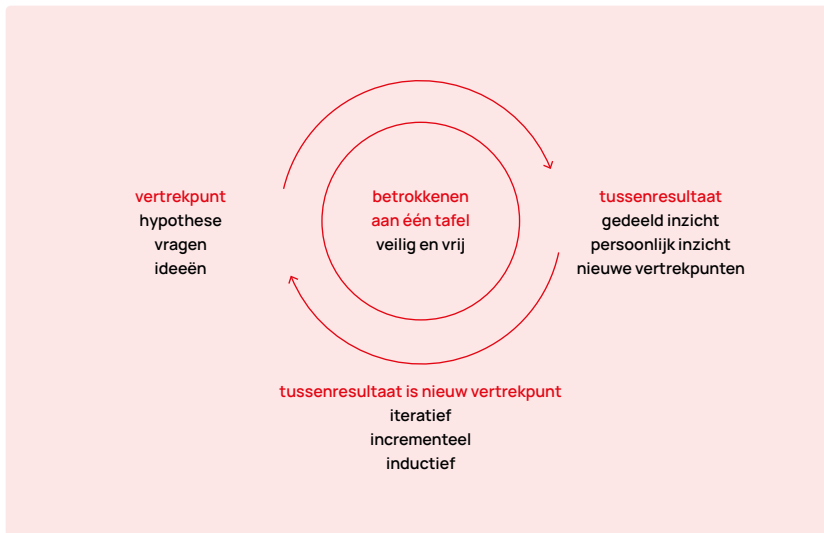 vertrekpunt
hypothese
vragen
ideeën
betrokkenen
aan één tafel
veilig en vrij
tussenresultaat
gedeeld inzicht
persoonlijk inzicht
nieuwe vertrekpunten
tussenresultaat is nieuw vertrekpunt
iteratief
incrementeel
inductief